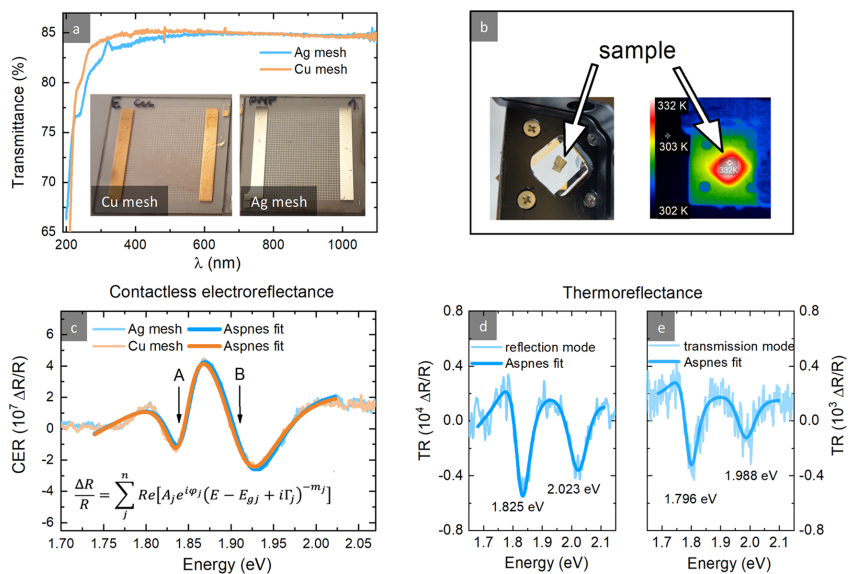 a
85
80
75
70
65
Transmittance (%)
Ag mesh
Cu mesh
Cu mesh
Ag mesh
200
400
600
800
1000
λ (nm)
b
sample
332 K
303 K
302 K
332K
Contactless electroreflectance
c
Ag mesh
Aspnes fit
Cu mesh
Aspnes fit
A
B
6
4
2
0
-2
-4
-6
CER (10⁷ ΔR/R)
ΔR/R = ∑ⁿⱼ Re[Aⱼe^{iφⱼ}(E − E_{gj} + iΓⱼ)^{−mⱼ}]
1.70
1.75
1.80
1.85
1.90
1.95
2.00
2.05
Energy (eV)
Thermoreflectance
d
reflection mode
Aspnes fit
0.8
0.4
0.0
-0.4
-0.8
TR (10⁴ ΔR/R)
1.825 eV
2.023 eV
1.7
1.8
1.9
2.0
2.1
Energy (eV)
e
transmission mode
Aspnes fit
1.796 eV
1.988 eV
0.8
0.4
0.0
-0.4
-0.8
TR (10⁵ ΔR/R)
1.7
1.8
1.9
2.0
2.1
Energy (eV)